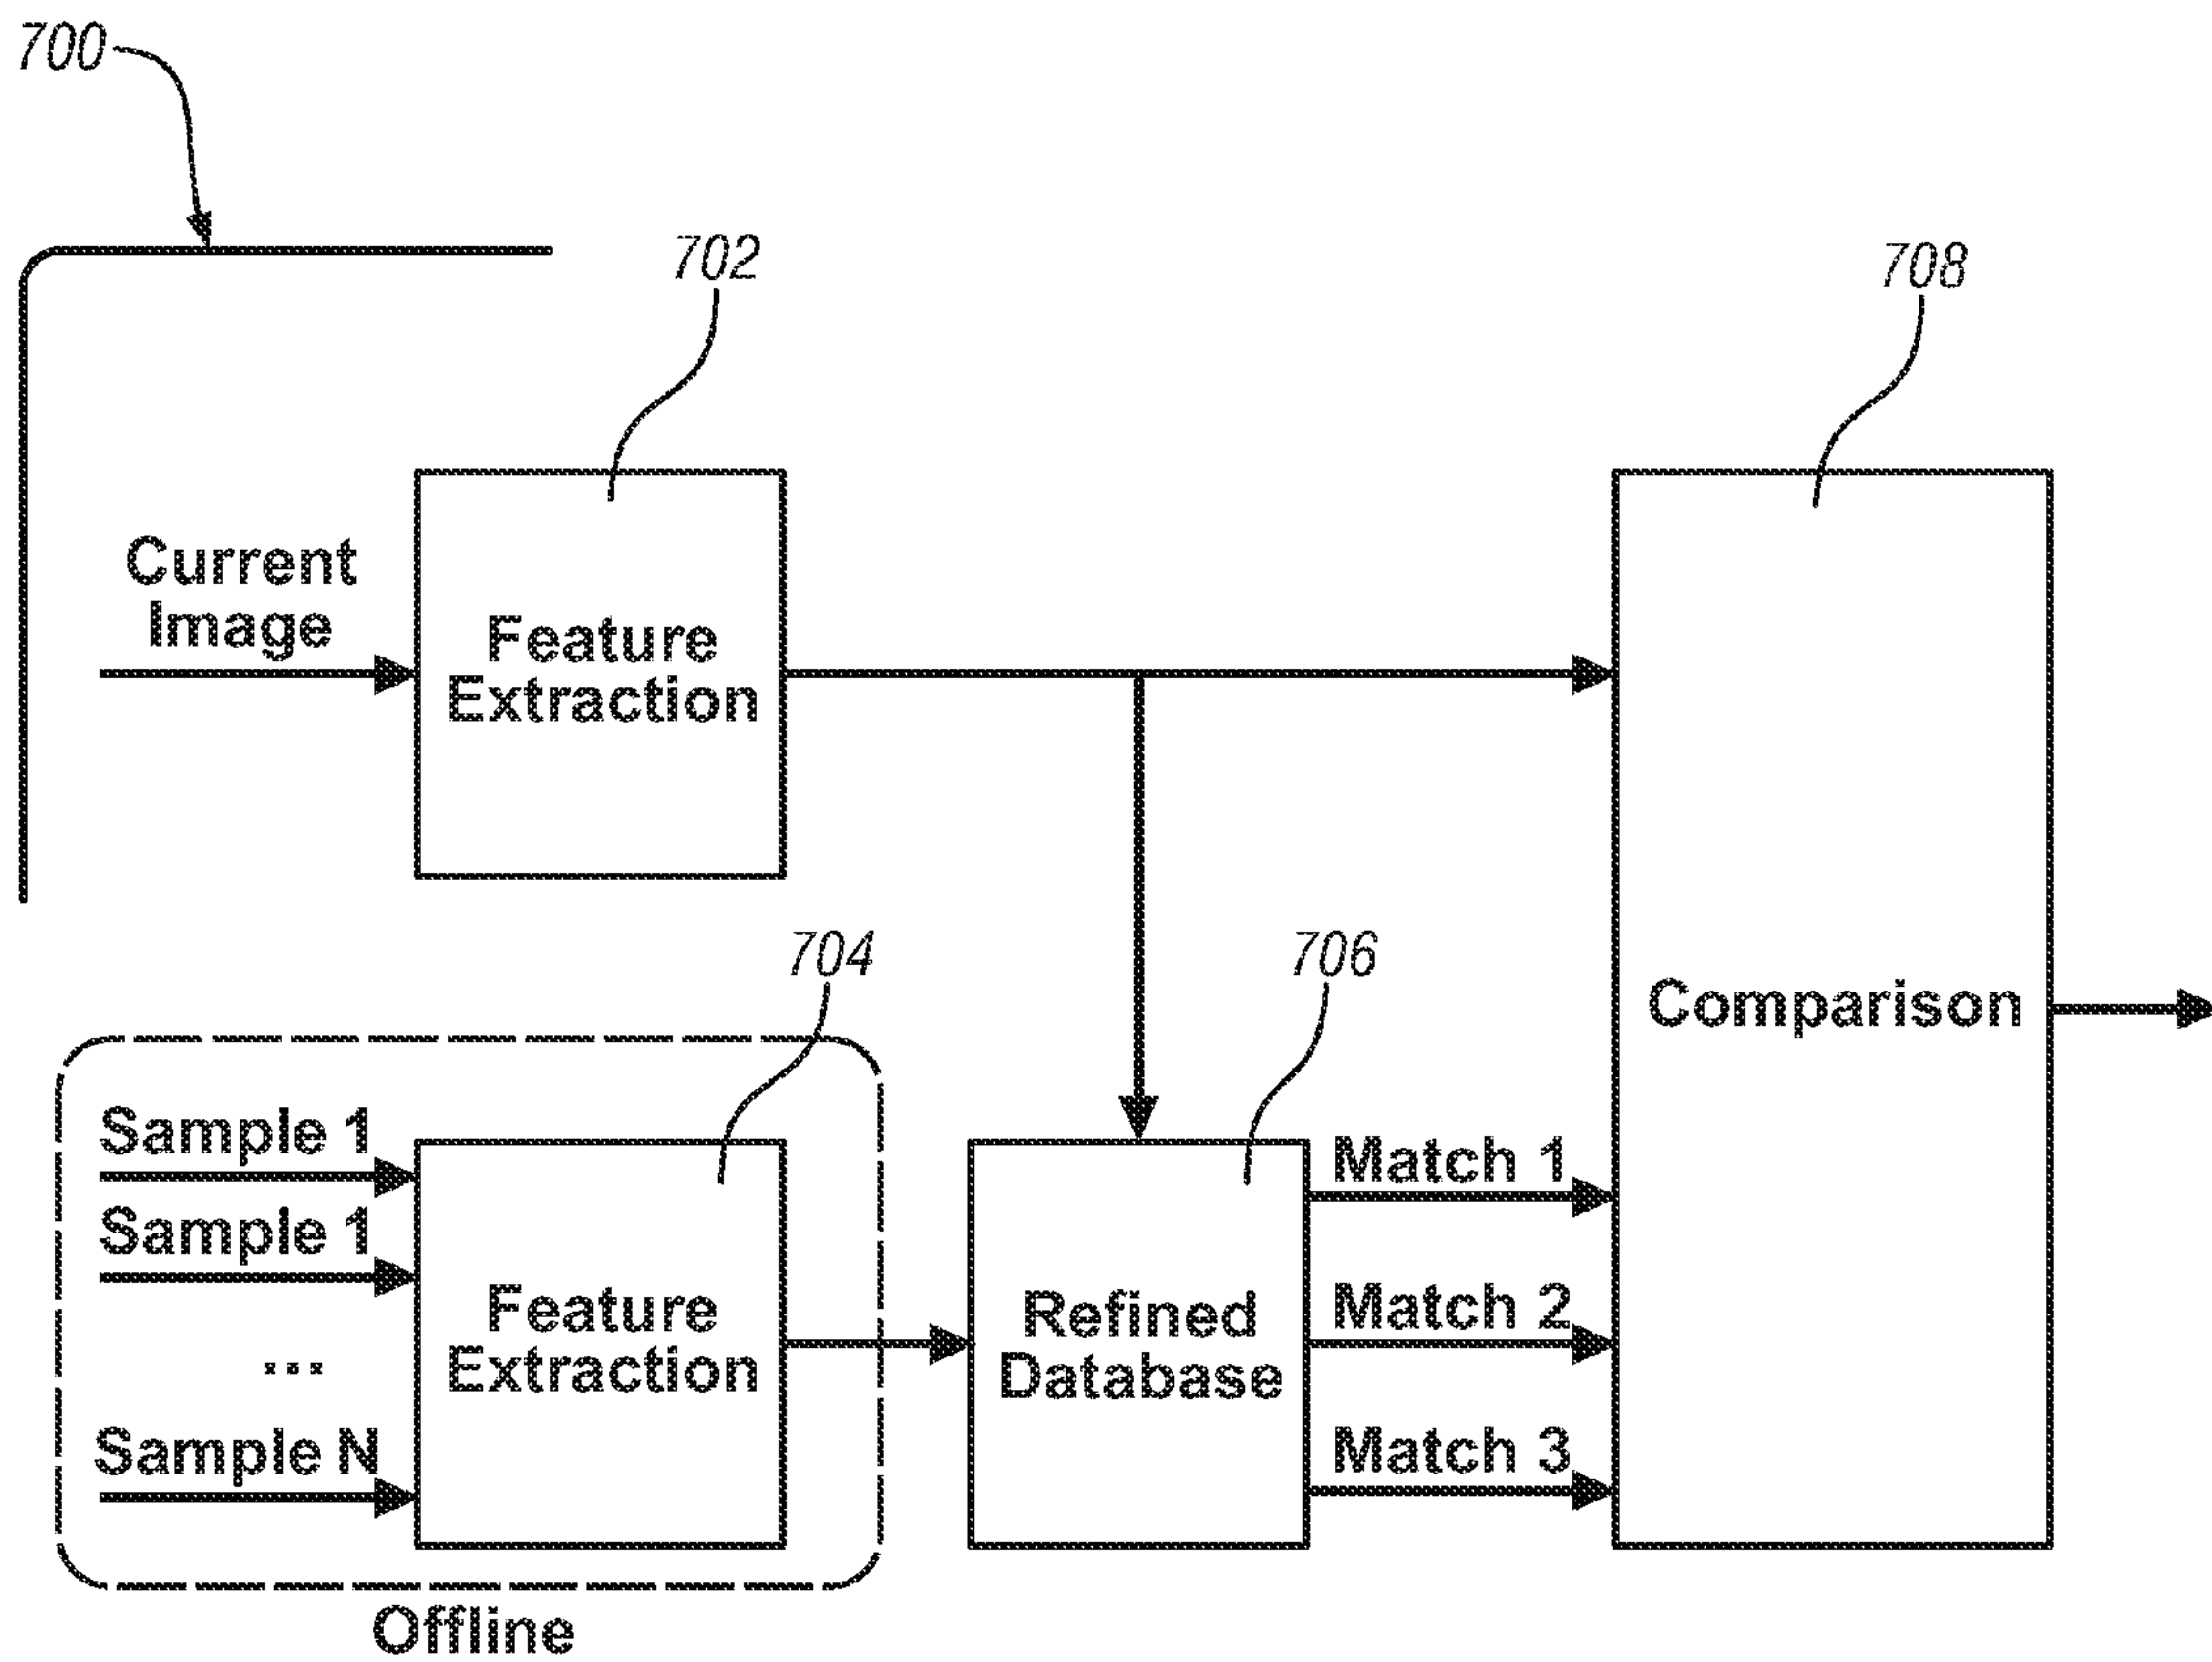 700
702
708
Current
Image
Feature
Extraction
704
706
Comparison
Sample 1
Sample 1
...
Sample N
Feature
Extraction
Refined
Database
Match 1
Match 2
Match 3
Offline